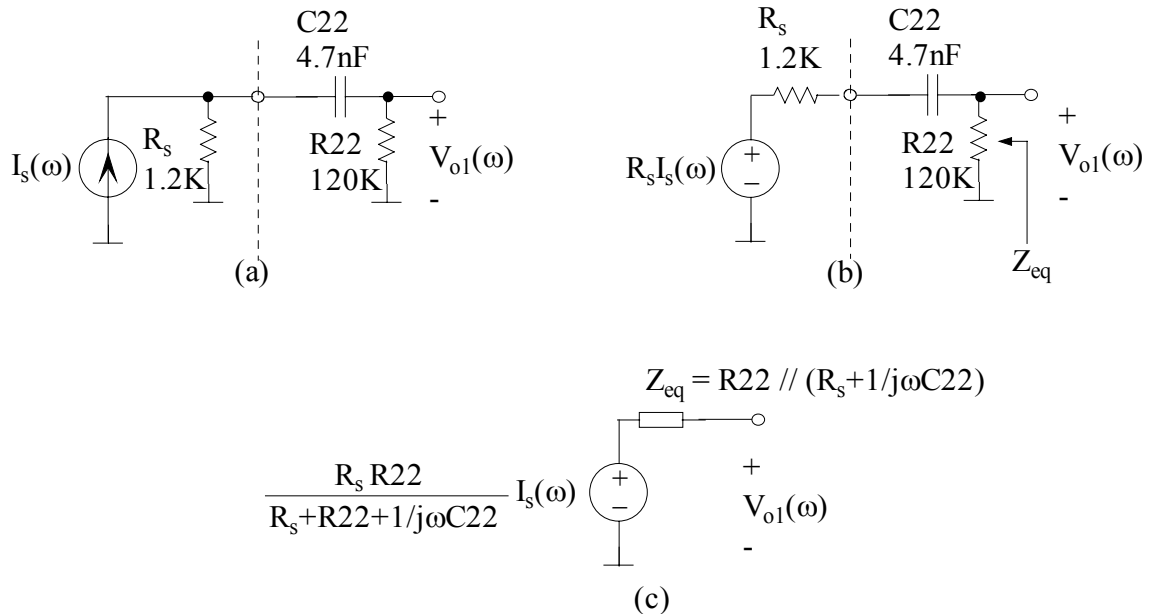 C22
4.7nF
R_s
1.2K
I_s(ω)
R22
120K
+
V_o1(ω)
-
(a)
R_s
1.2K
C22
4.7nF
R_sI_s(ω)
+
−
R22
120K
+
V_o1(ω)
-
Z_eq
(b)
Z_eq = R22 // (R_s+1/jωC22)
R_s R22
R_s+R22+1/jωC22
I_s(ω)
+
−
+
V_o1(ω)
-
(c)